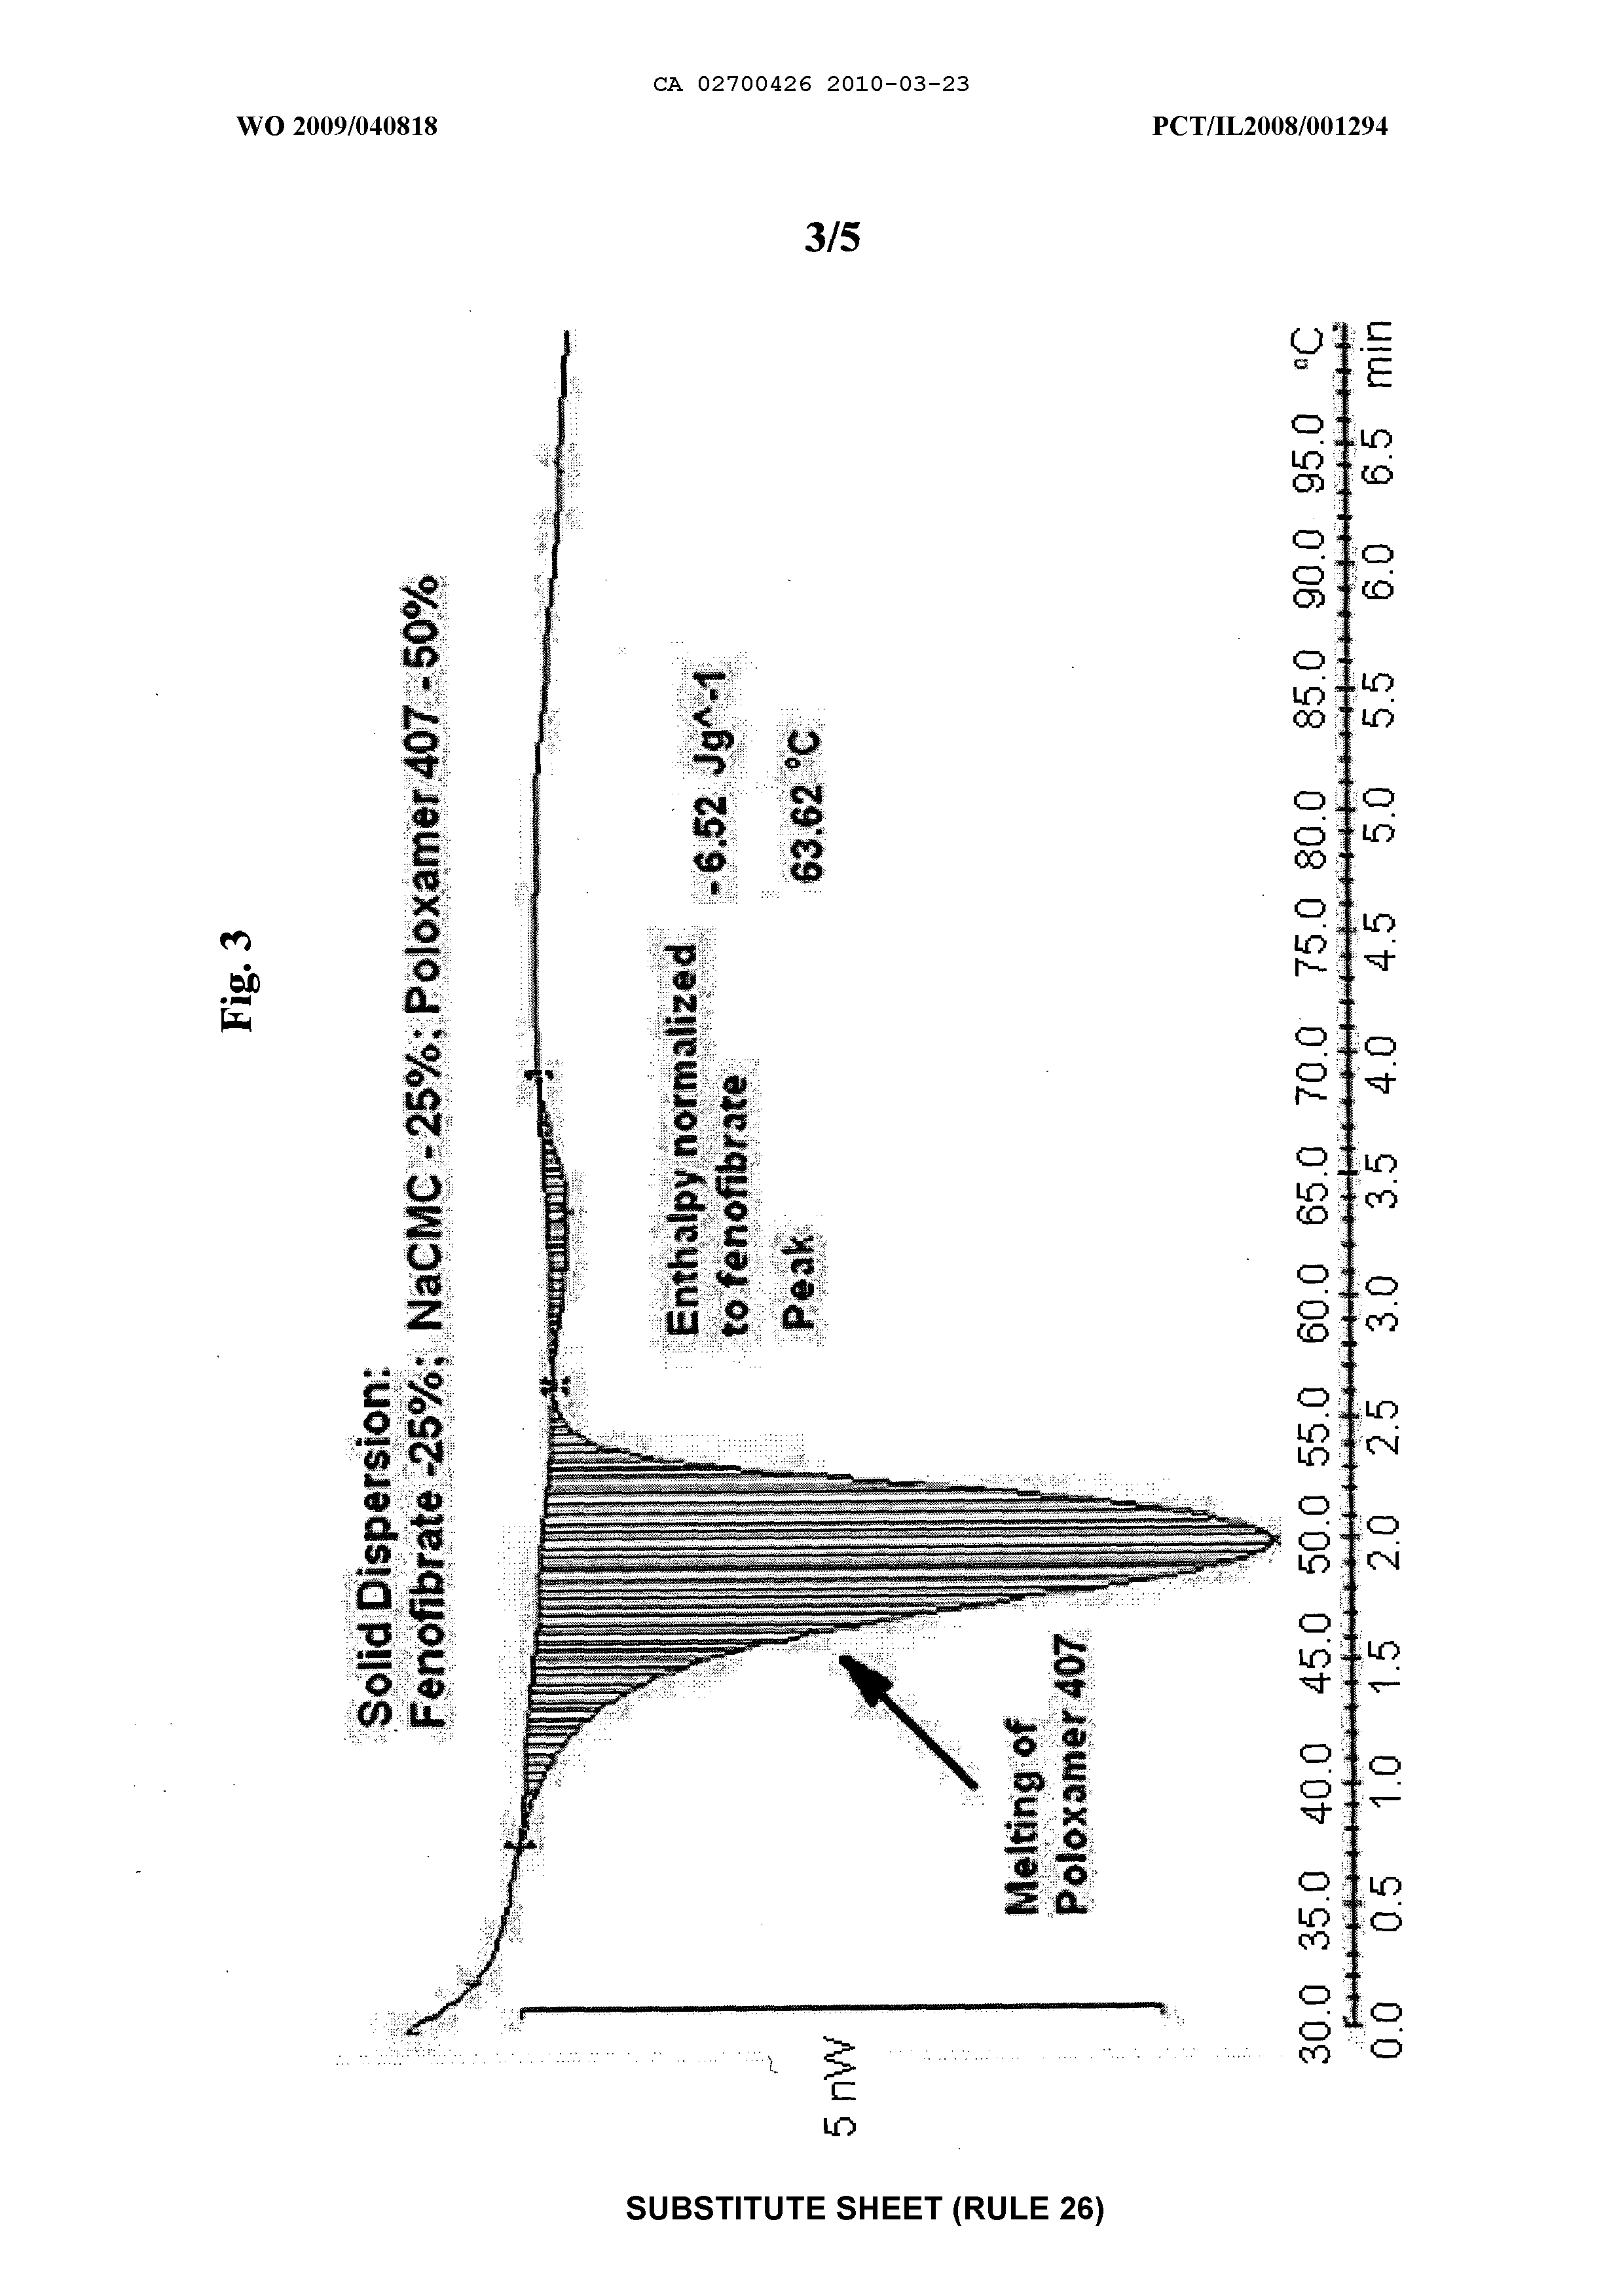 CA 02700426 2010-03-23
WO 2009/040818
PCT/IL2008/001294
3/5
Fig. 3
Solid Dispersion:
Fenofibrate -25%; NaCMC - 25%; Poloxamer 407 - 50%
Enthalpy normalized
to fenofibrate
-6.52 Jg^-1
Peak
63.62 °C
Melting of
Poloxamer 407
5 nW
30.0 35.0 40.0 45.0 50.0 55.0 60.0 65.0 70.0 75.0 80.0 85.0 90.0 95.0 °C
0.0 0.5 1.0 1.5 2.0 2.5 3.0 3.5 4.0 4.5 5.0 5.5 6.0 6.5 min
SUBSTITUTE SHEET (RULE 26)